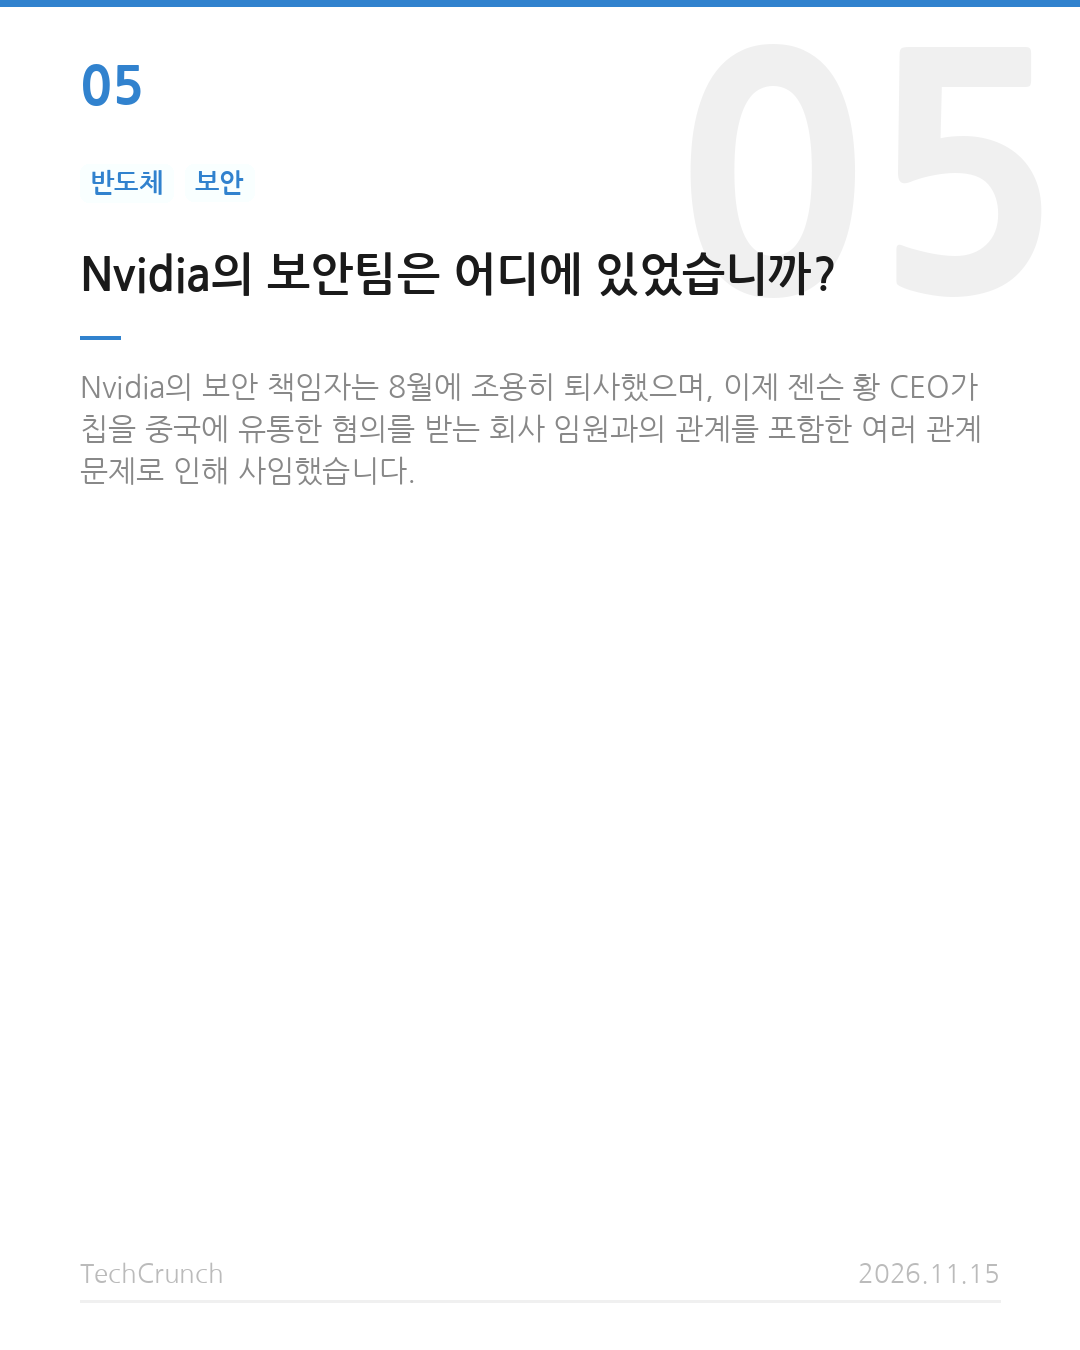 05
05
반도체 보안
Nvidia의 보안팀은 어디에 있었습니까?
Nvidia의 보안 책임자는 8월에 조용히 퇴사했으며, 이제 젠슨 황 CEO가
칩을 중국에 유통한 혐의를 받는 회사 임원과의 관계를 포함한 여러 관계
문제로 인해 사임했습니다.
TechCrunch 2026.11.15